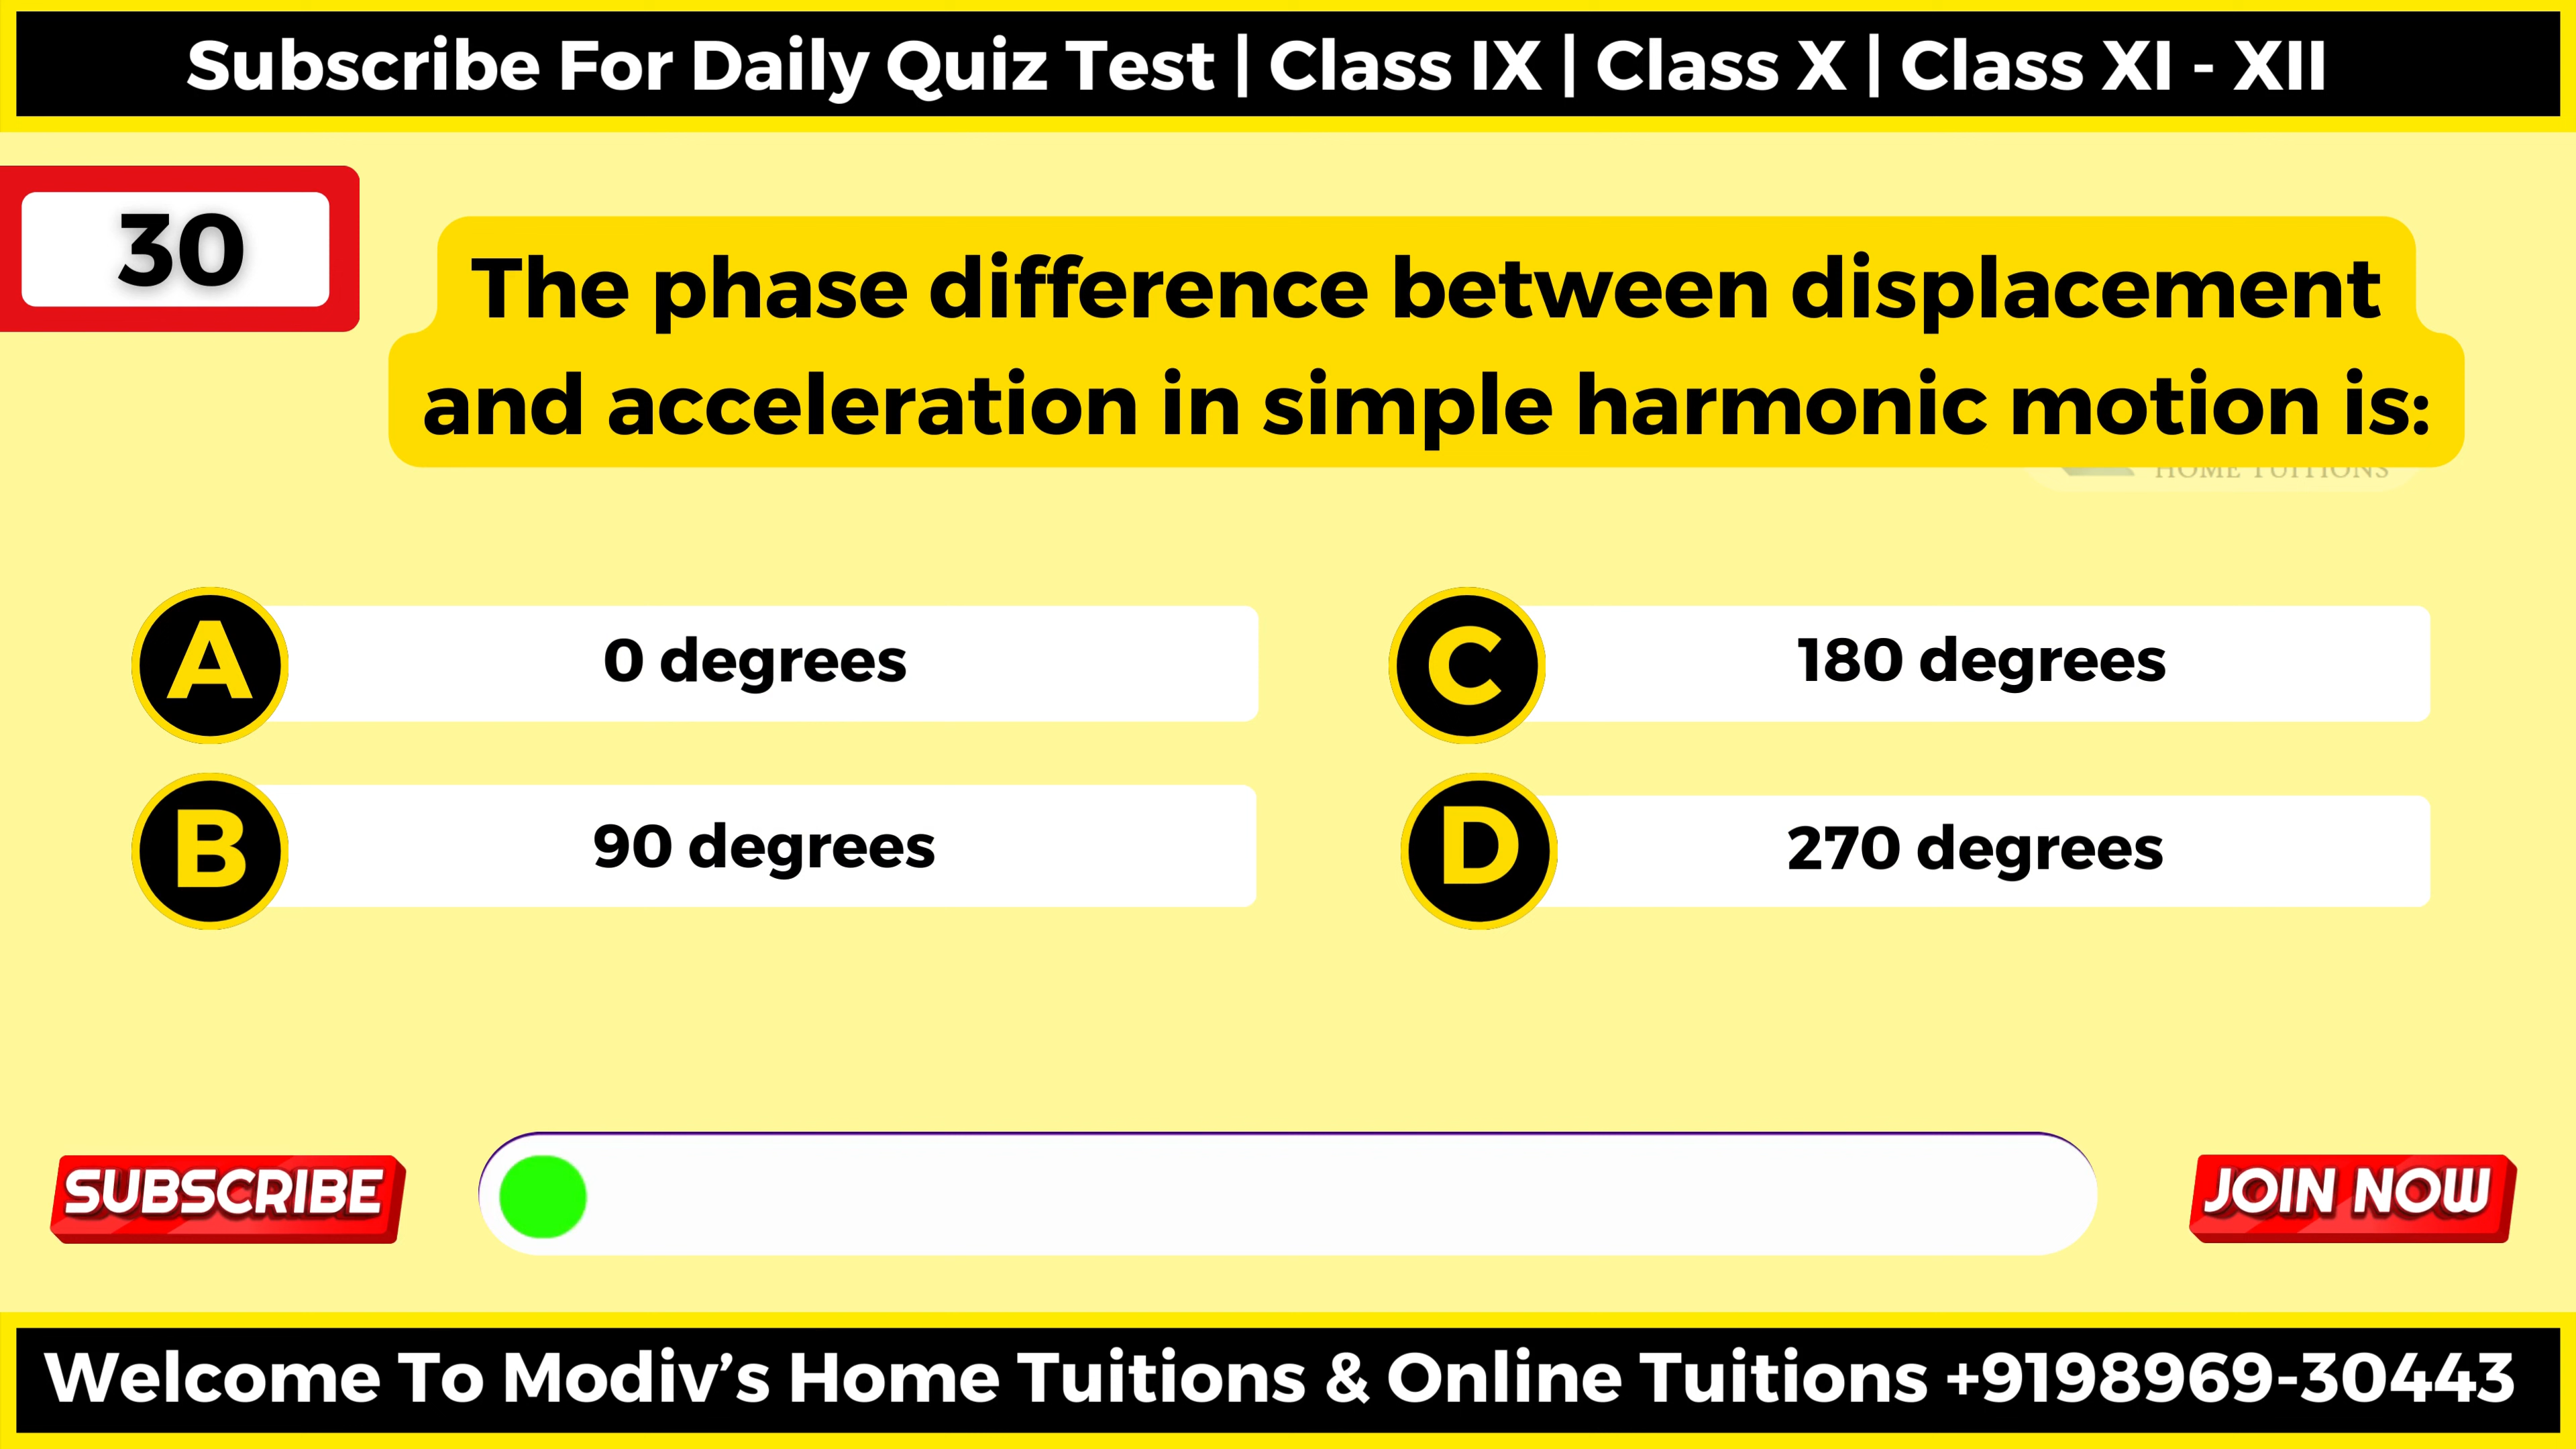 Subscribe For Daily Quiz Test | Class IX | Class X | Class XI - XII
30
The phase difference between displacement
and acceleration in simple harmonic motion is:
HOME TUITIONS
A
0 degrees
C
180 degrees
B
90 degrees
D
270 degrees
SUBSCRIBE
JOIN NOW
Welcome To Modiv’s Home Tuitions & Online Tuitions +9198969-30443